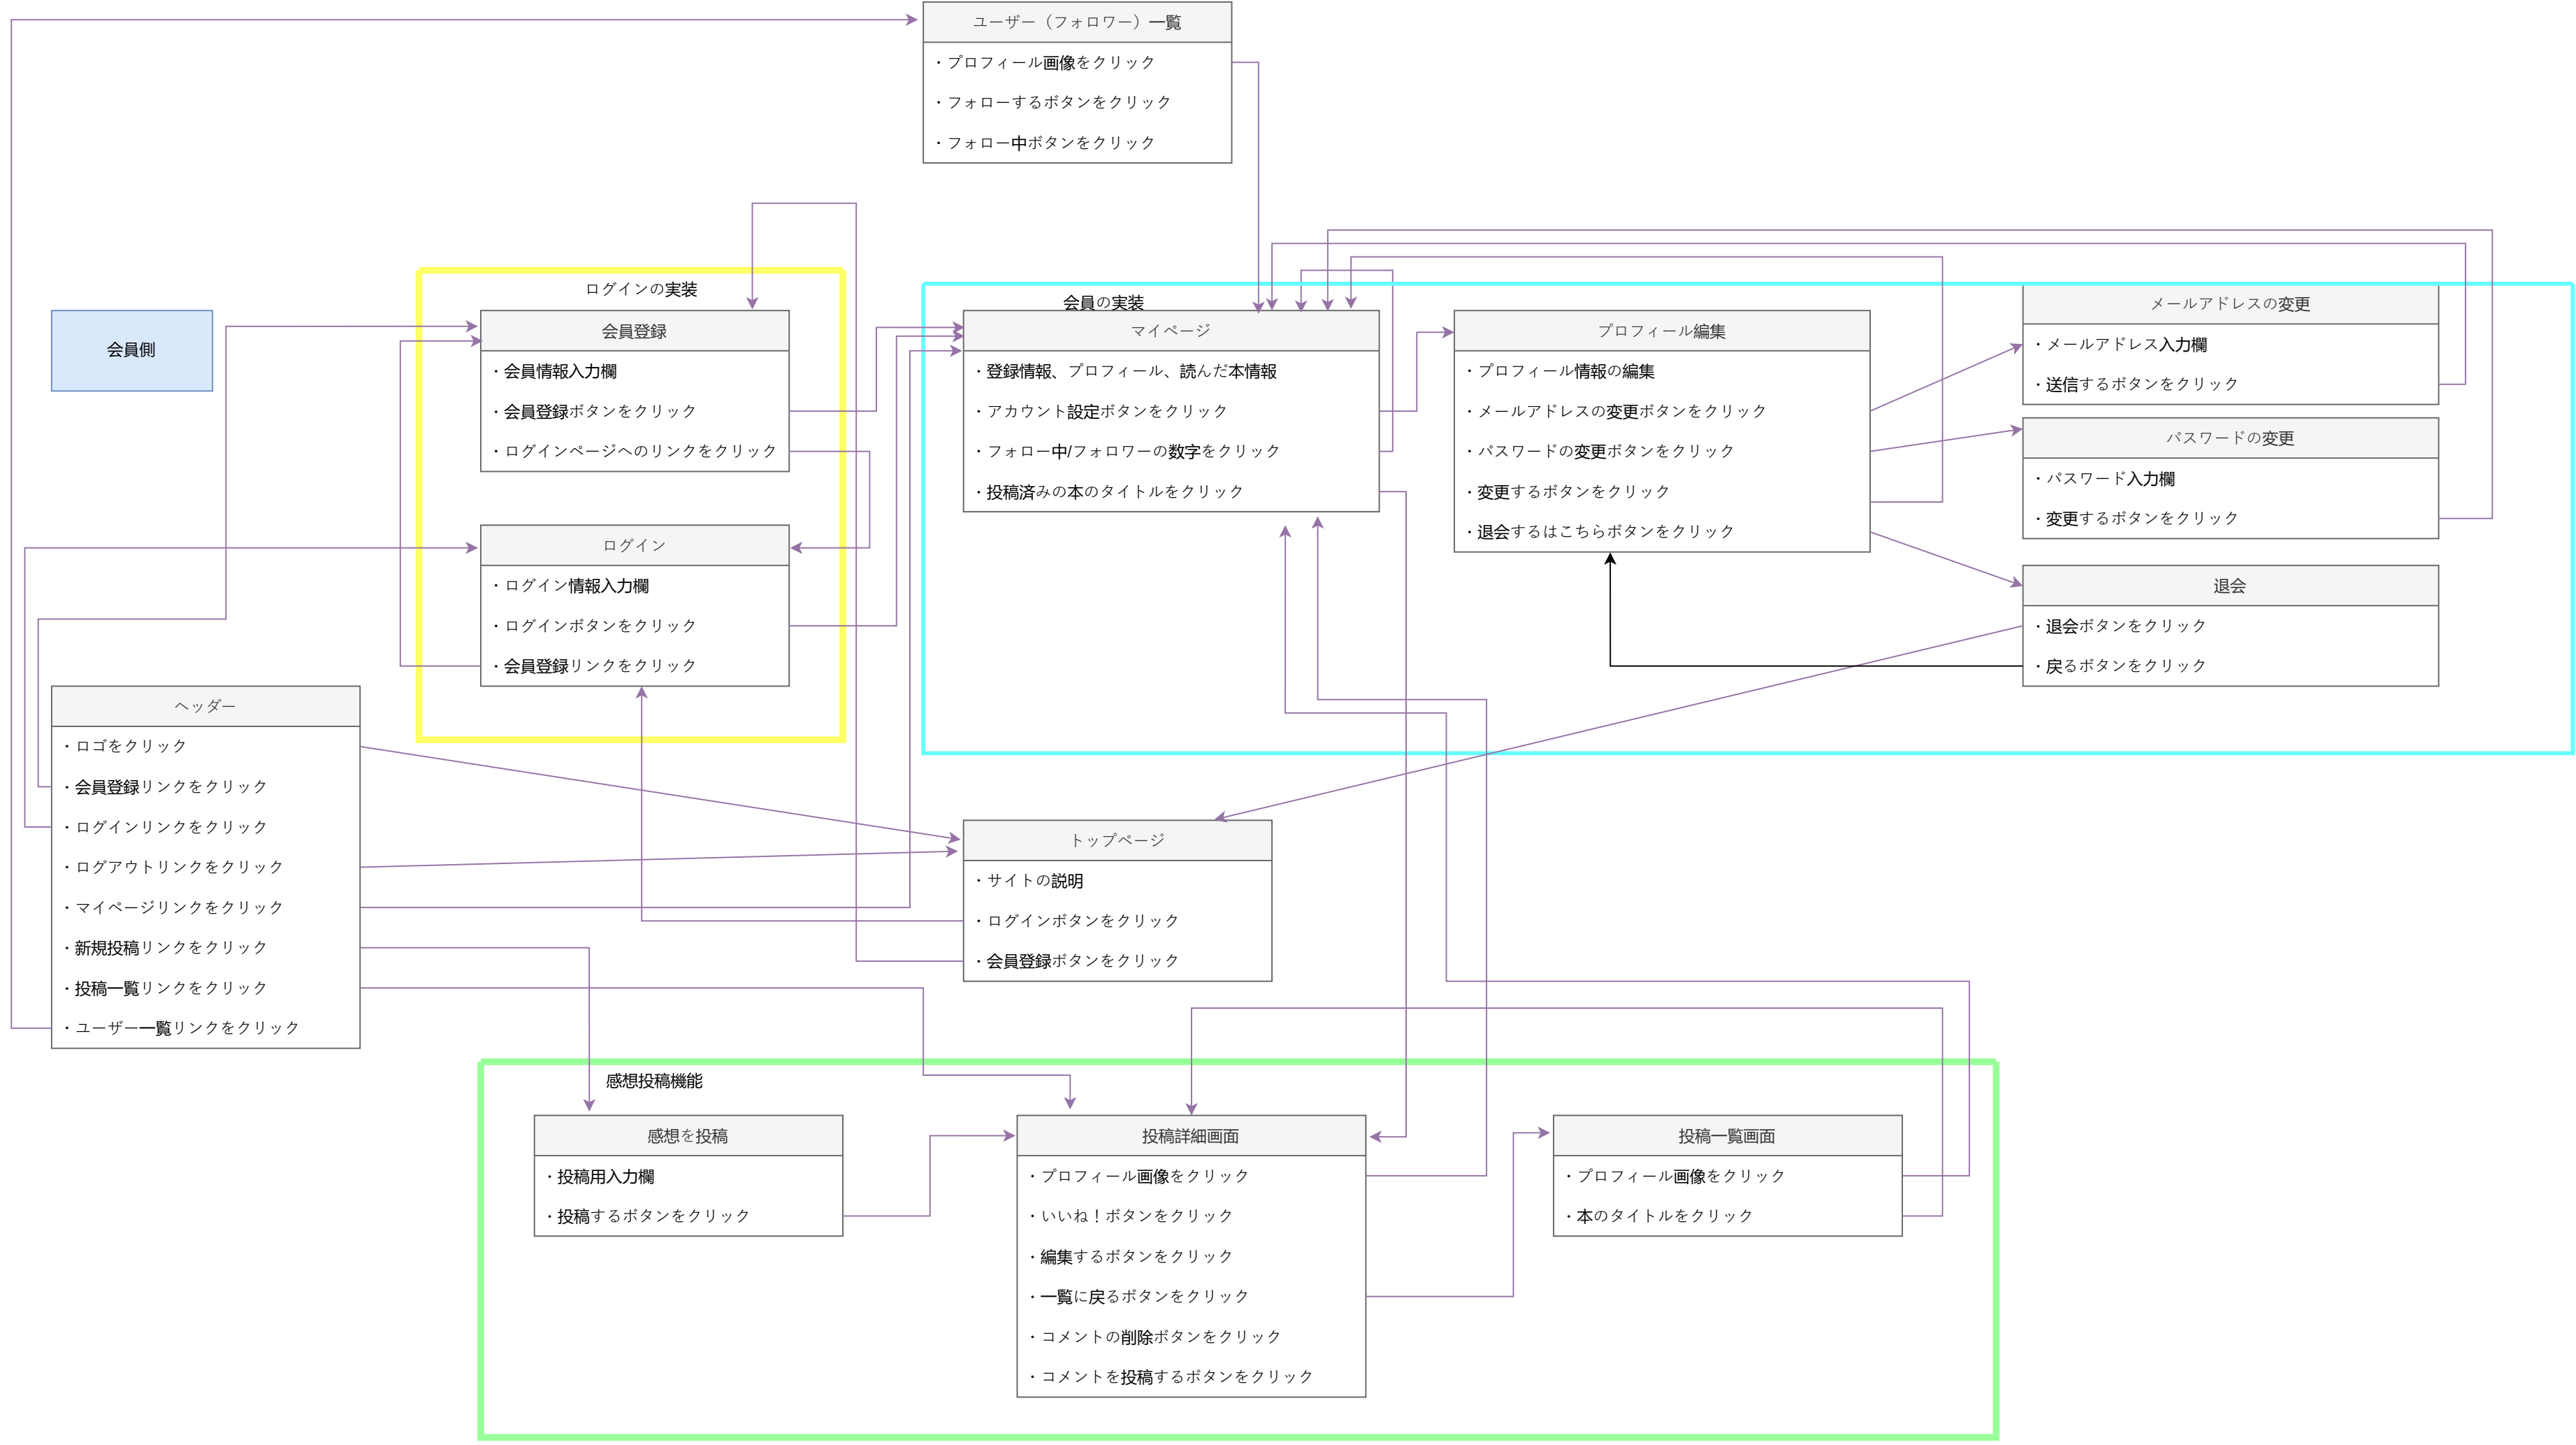 ユーザー（フォロワー）一覧
・プロフィール画像をクリック
・フォローするボタンをクリック
・フォロー中ボタンをクリック
会員側
ログインの実装
会員登録
・会員情報入力欄
・会員登録ボタンをクリック
・ログインページへのリンクをクリック
ログイン
・ログイン情報入力欄
・ログインボタンをクリック
・会員登録リンクをクリック
会員の実装
マイページ
・登録情報、プロフィール、読んだ本情報
・アカウント設定ボタンをクリック
・フォロー中/フォロワーの数字をクリック
・投稿済みの本のタイトルをクリック
プロフィール編集
・プロフィール情報の編集
・メールアドレスの変更ボタンをクリック
・パスワードの変更ボタンをクリック
・変更するボタンをクリック
・退会するはこちらボタンをクリック
メールアドレスの変更
・メールアドレス入力欄
・送信するボタンをクリック
パスワードの変更
・パスワード入力欄
・変更するボタンをクリック
退会
・退会ボタンをクリック
・戻るボタンをクリック
ヘッダー
・ロゴをクリック
・会員登録リンクをクリック
・ログインリンクをクリック
・ログアウトリンクをクリック
・マイページリンクをクリック
・新規投稿リンクをクリック
・投稿一覧リンクをクリック
・ユーザー一覧リンクをクリック
トップページ
・サイトの説明
・ログインボタンをクリック
・会員登録ボタンをクリック
感想投稿機能
感想を投稿
・投稿用入力欄
・投稿するボタンをクリック
投稿詳細画面
・プロフィール画像をクリック
・いいね！ボタンをクリック
・編集するボタンをクリック
・一覧に戻るボタンをクリック
・コメントの削除ボタンをクリック
・コメントを投稿するボタンをクリック
投稿一覧画面
・プロフィール画像をクリック
・本のタイトルをクリック